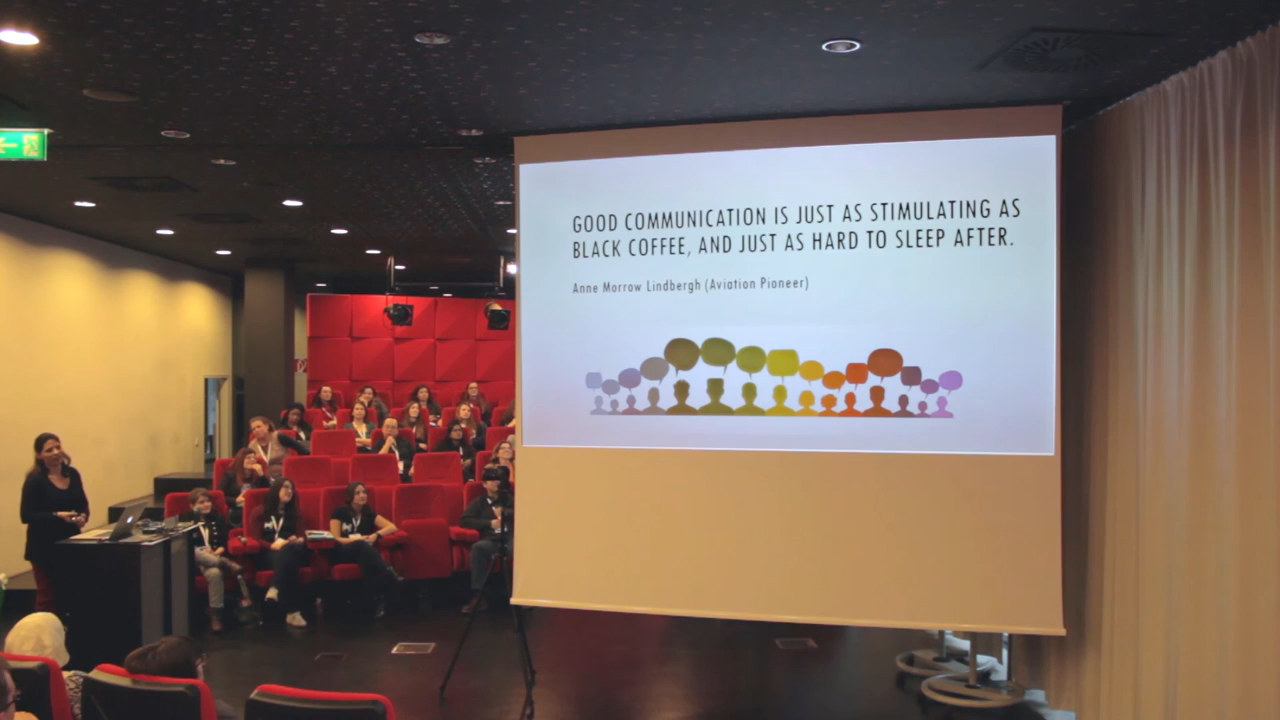 GOOD COMMUNICATION IS JUST AS STIMULATING AS
BLACK COFFEE, AND JUST AS HARD TO SLEEP AFTER.
Anne Morrow Lindbergh (Aviation Pioneer)